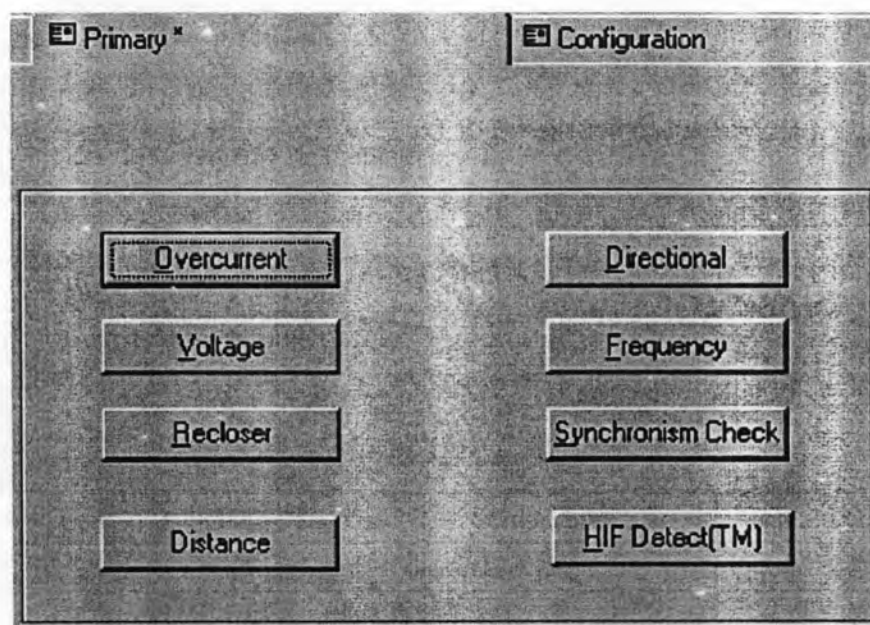 Primary *
Configuration
Overcurrent
Directional
Voltage
Frequency
Recloser
Synchronism Check
Distance
HIF Detect(TM)